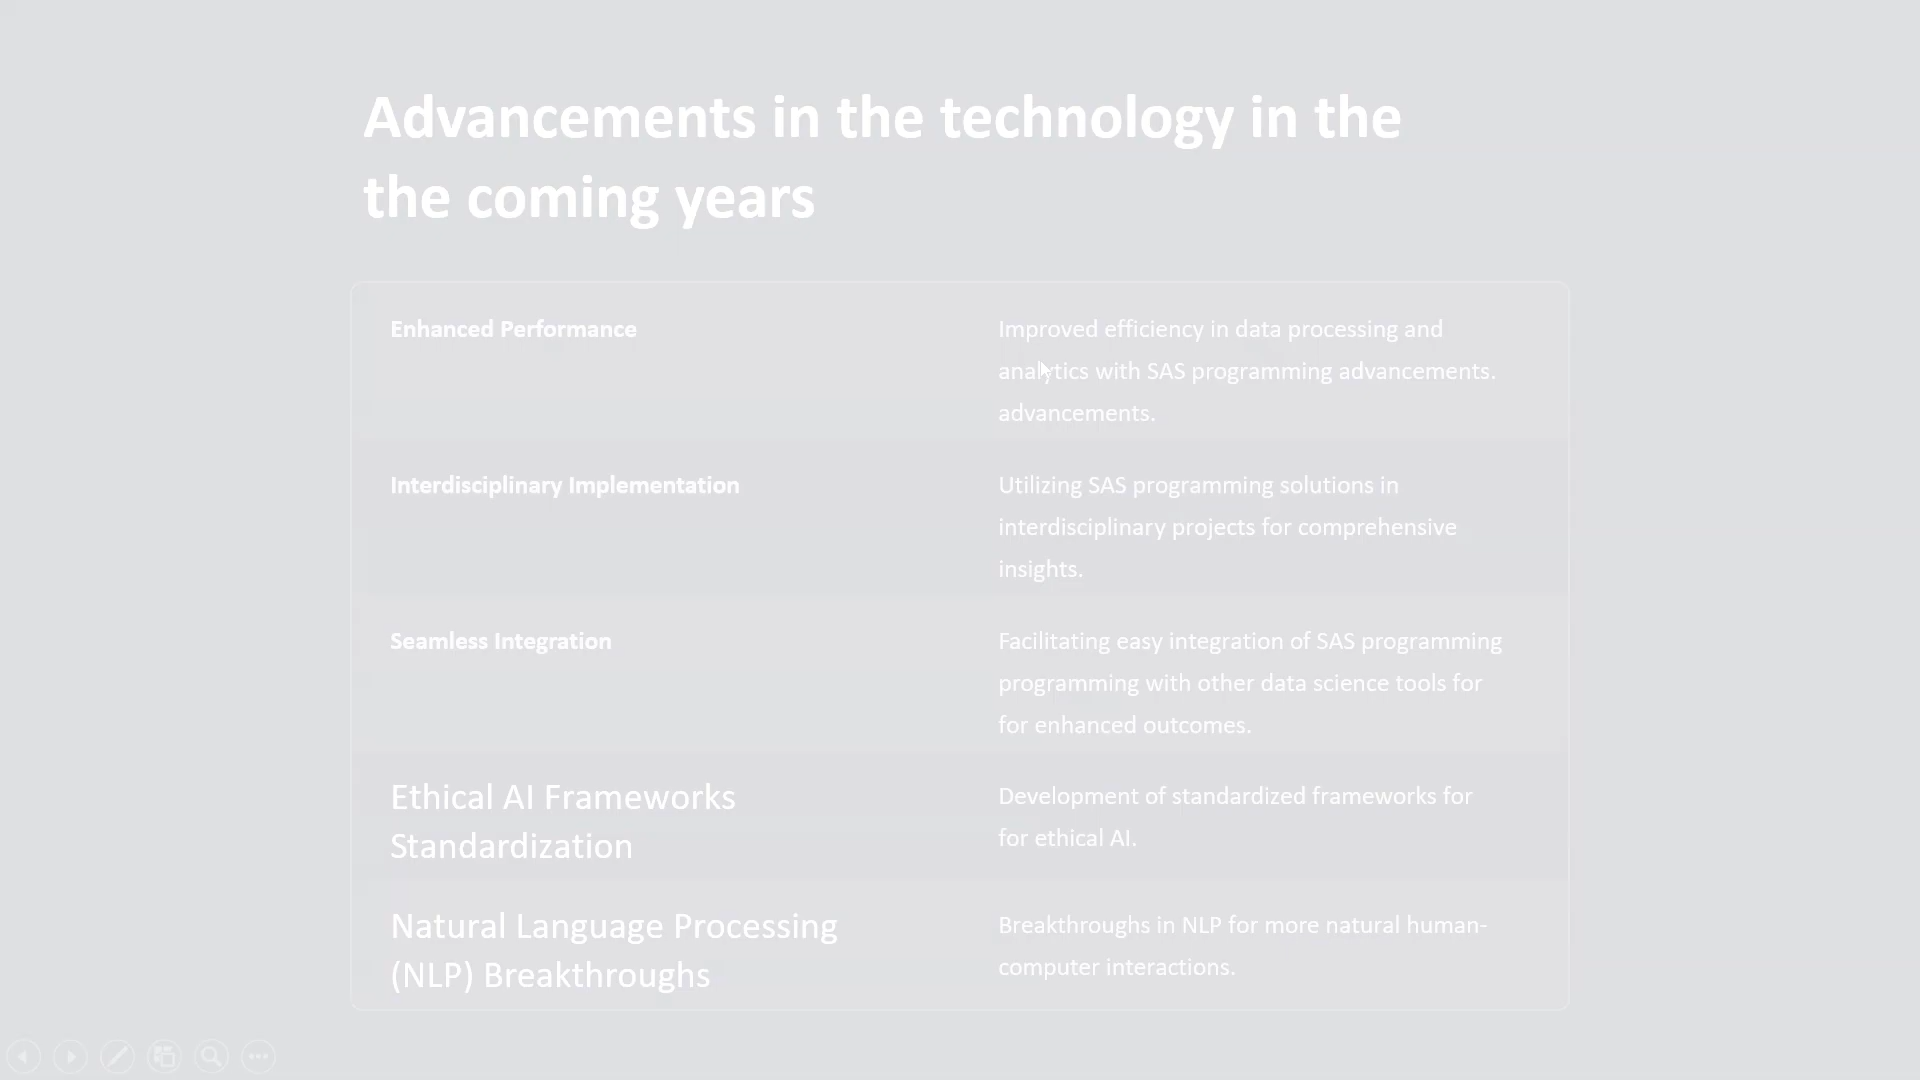 Advancements in the technology in the
the coming years
Enhanced Performance
Improved efficiency in data processing and
analytics with SAS programming advancements.
advancements.
Interdisciplinary Implementation
Utilizing SAS programming solutions in
interdisciplinary projects for comprehensive
insights.
Seamless Integration
Facilitating easy integration of SAS programming
programming with other data science tools for
for enhanced outcomes.
Ethical AI Frameworks
Standardization
Development of standardized frameworks for
for ethical AI.
Natural Language Processing
(NLP) Breakthroughs
Breakthroughs in NLP for more natural human-
computer interactions.